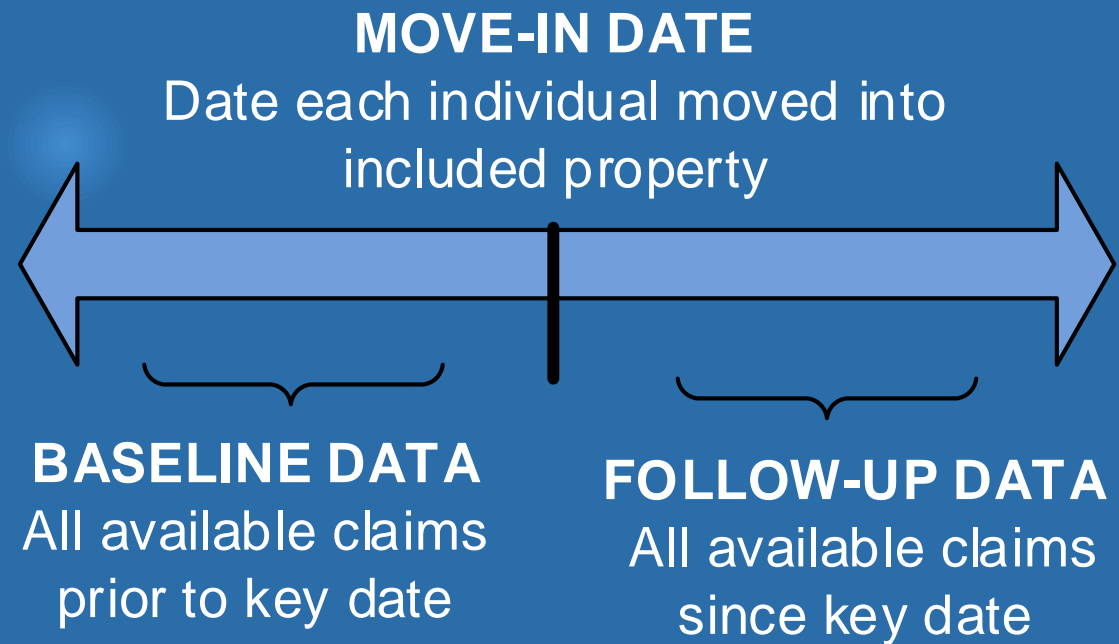 MOVE-IN DATE
Date each individual moved into
included property
BASELINE DATA
All available claims
prior to key date
FOLLOW-UP DATA
All available claims
since key date